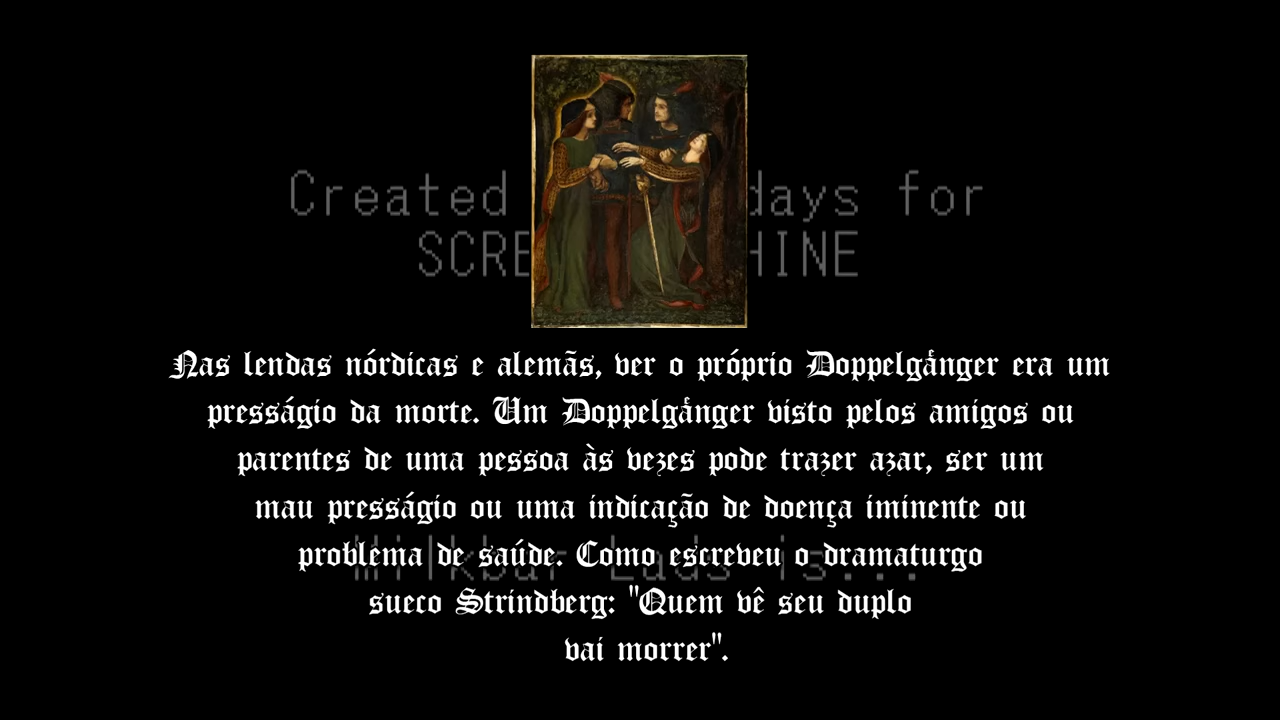 Created days for
SCRE HINE
Nas lendas nórdicas e alemãs, ver o próprio Doppelgänger era um
presságio da morte. Um Doppelgänger visto pelos amigos ou
parentes de uma pessoa às vezes pode trazer azar, ser um
mau presságio ou uma indicação de doença iminente ou
problema de saúde. Como escreveu o dramaturgo
Milkbar Lads is...
sueco Strindberg: "Quem vê seu duplo
vai morrer".